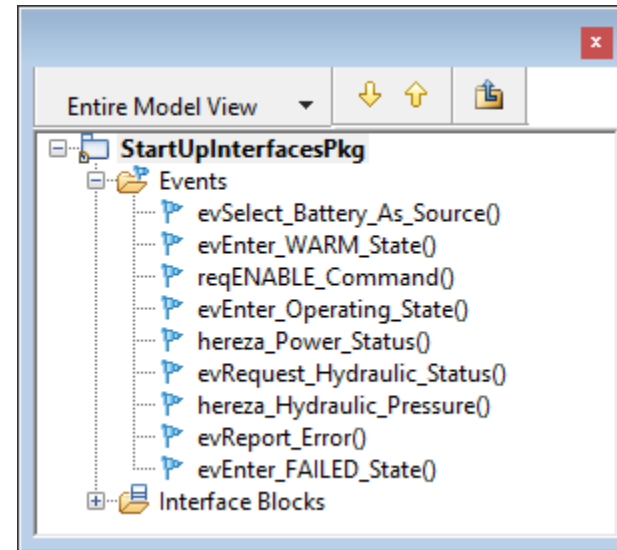 x
Entire Model View
StartUpInterfacesPkg
Events
evSelect_Battery_As_Source()
evEnter_WARM_State()
reqENABLE_Command()
evEnter_Operating_State()
hereza_Power_Status()
evRequest_Hydraulic_Status()
hereza_Hydraulic_Pressure()
evReport_Error()
evEnter_FAILED_State()
Interface Blocks